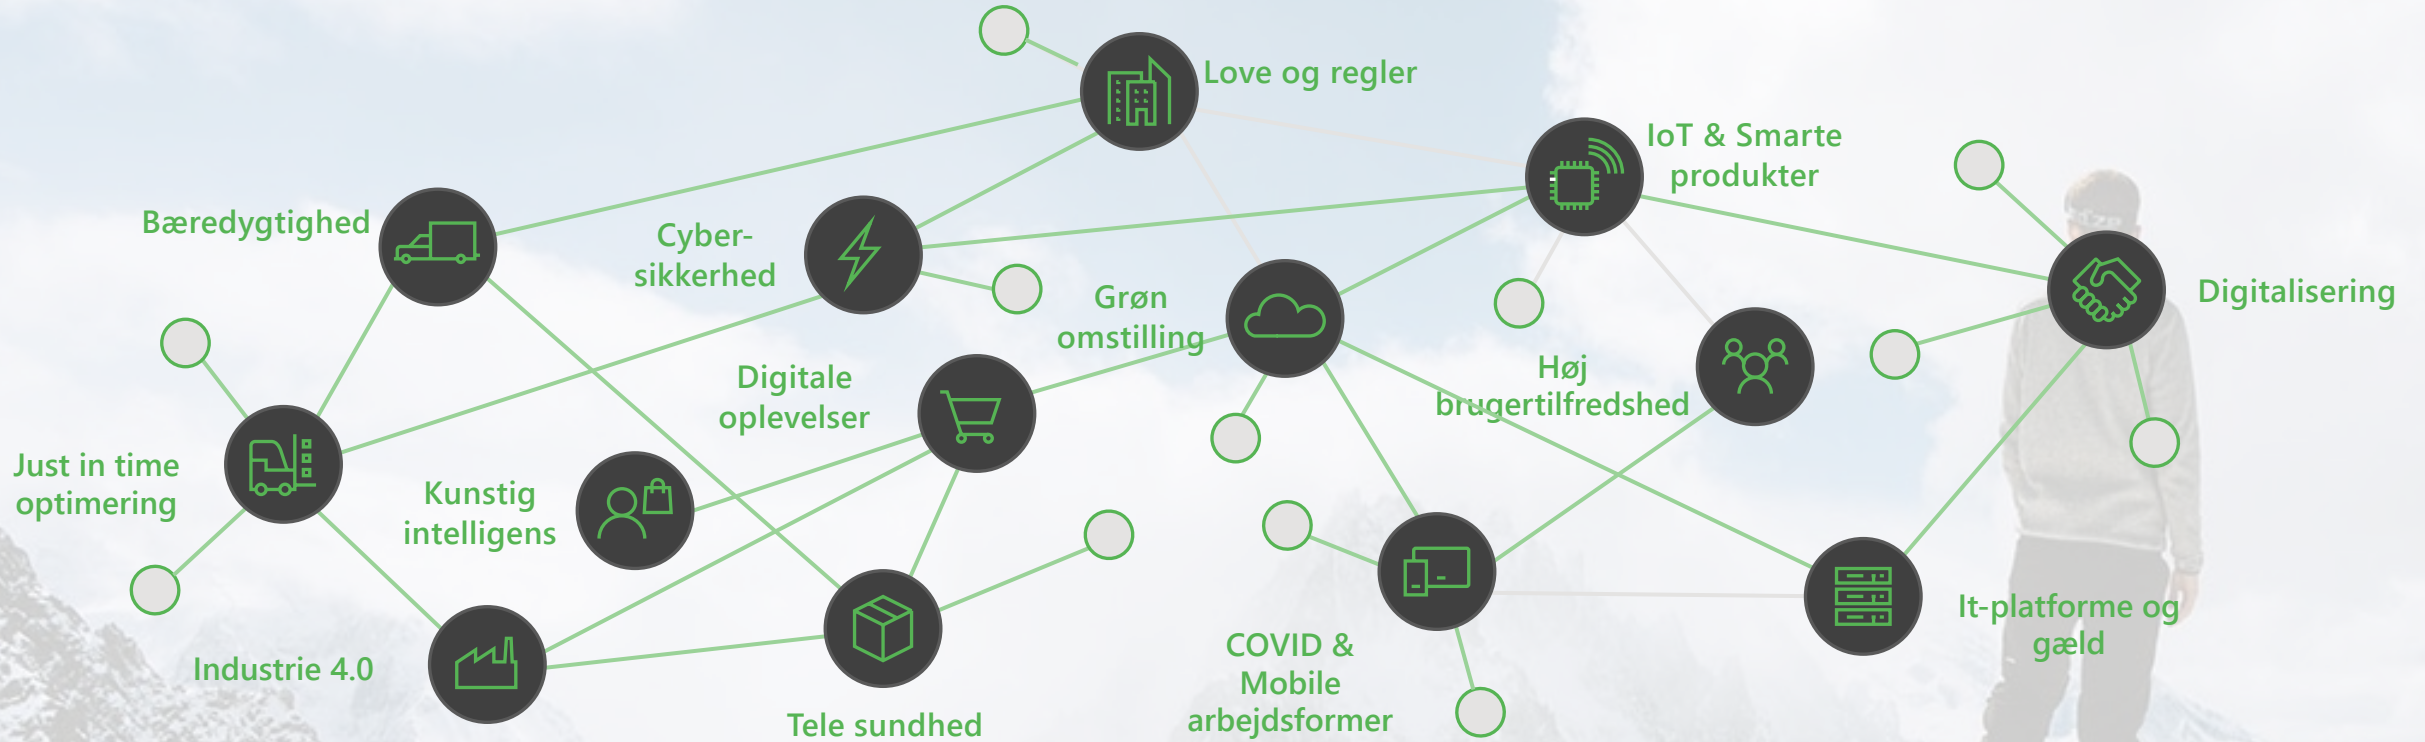 Love og regler
IoT & Smarte
produkter
Bæredygtighed
Cyber-
sikkerhed
Grøn
omstilling
Digitalisering
Digitale
oplevelser
Høj
brugertilfredshed
Just in time
optimering
Kunstig
intelligens
Industrie 4.0
Tele sundhed
COVID &
Mobile
arbejdsformer
It-platforme og
gæld